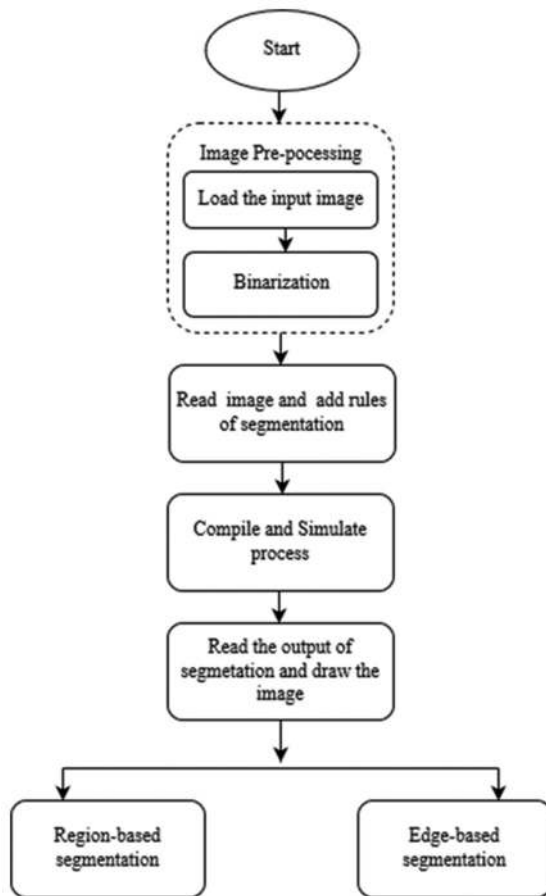 Start
Image Pre-pocessing
Load the input image
Binarization
Read image and add rules
of segmentation
Compile and Simulate
process
Read the output of
segmetation and draw the
image
Region-based
segmentation
Edge-based
segmentation